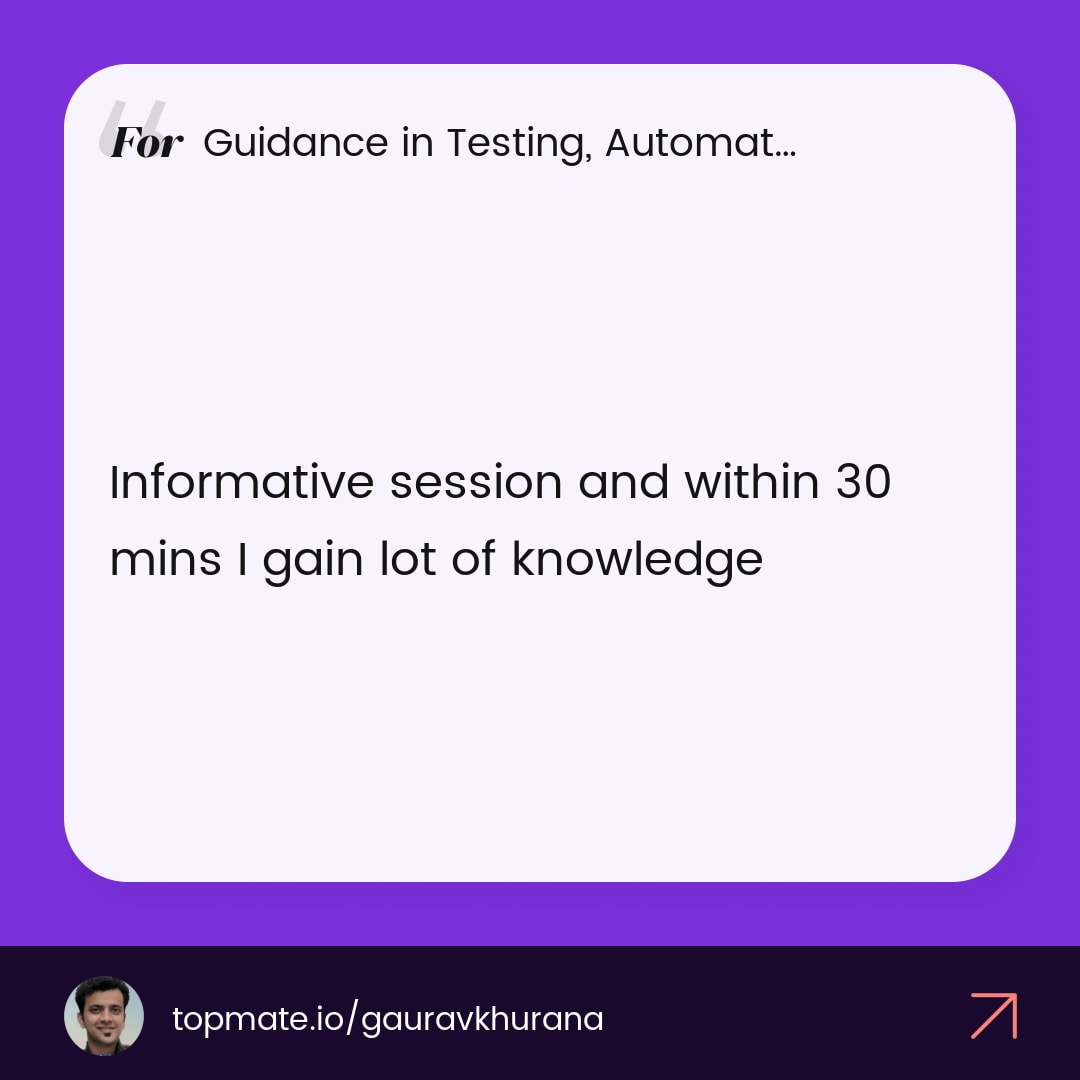 For Guidance in Testing, Automat...
Informative session and within 30
mins I gain lot of knowledge
topmate.io/gauravkhurana